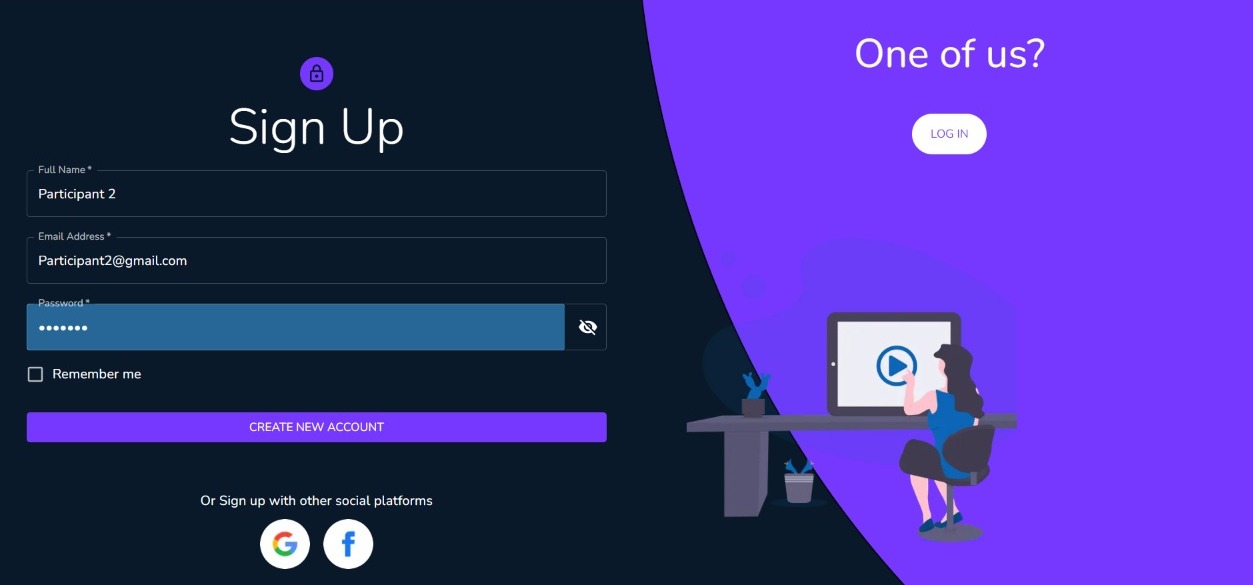 One of us?
LOG IN
Sign Up
Full Name *
Participant 2
Email Address *
Participant2@gmail.com
Password *
•••••••
Remember me
CREATE NEW ACCOUNT
Or Sign up with other social platforms